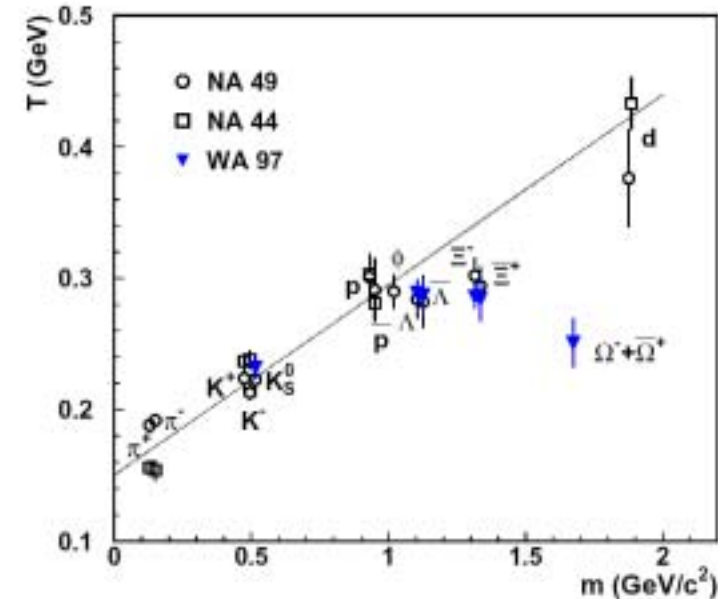 T (GeV)
0.5
0.4
0.3
0.2
0.1
NA 49
NA 44
WA 97
d
Ξ⁻
Ξ̅⁺
ϕ
p
Λ
Λ̅
p̅
Ω⁻+Ω̅⁺
K⁺
K⁰S
K⁻
π⁺
π⁻
0 0.5 1 1.5 2
m (GeV/c²)